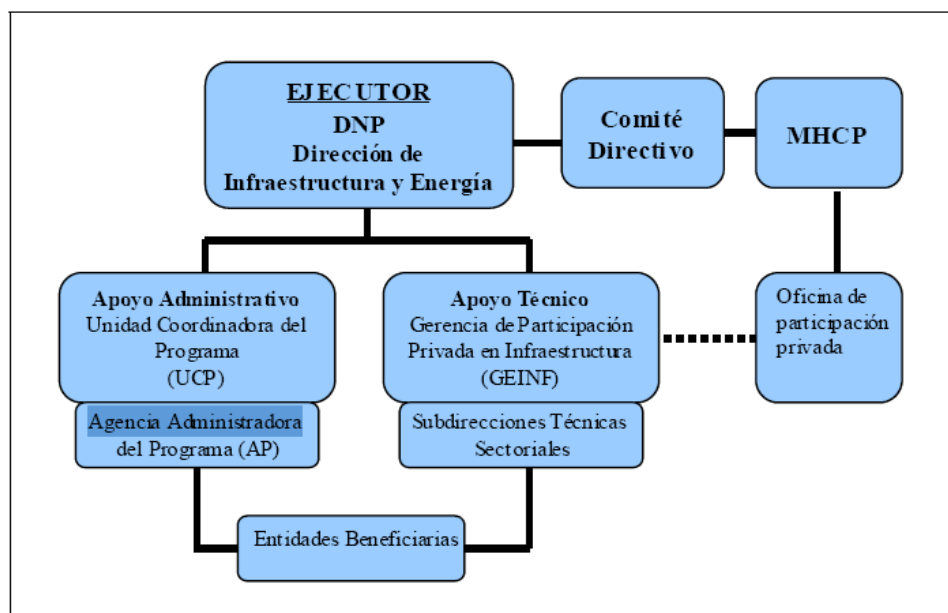 EJECUTOR
DNP
Dirección de
Infraestructura y Energía
Comité
Directivo
MHCP
Apoyo Administrativo
Unidad Coordinadora del
Programa
(UCP)
Apoyo Técnico
Gerencia de Participación
Privada en Infraestructura
(GEINF)
Oficina de
participación
privada
Agencia Administradora
del Programa (AP)
Subdirecciones Técnicas
Sectoriales
Entidades Beneficiarias